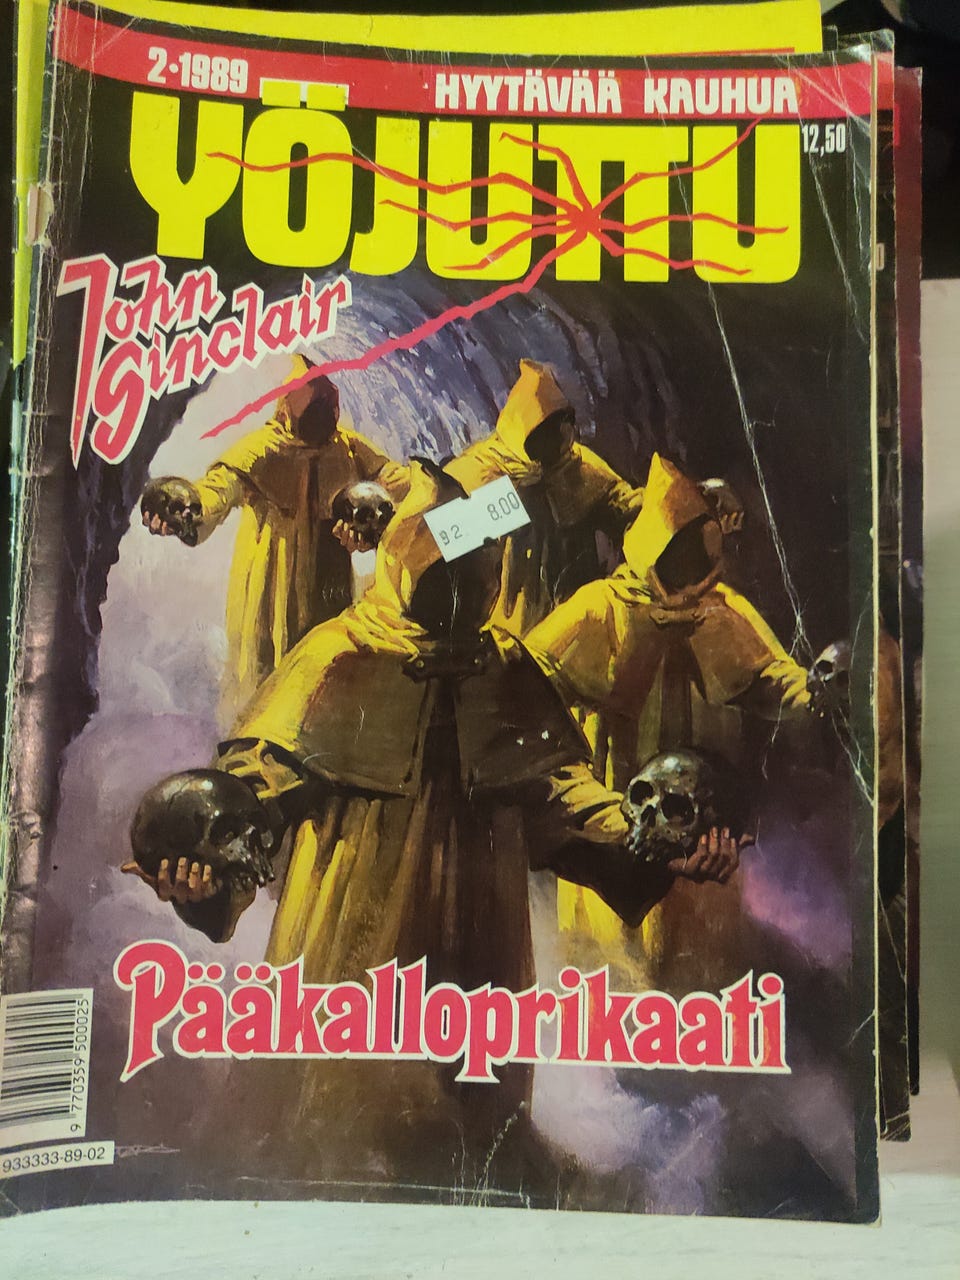 2•1989
HYYTÄVÄÄ KAUHUA
YÖJUTTU
12,50
John
Sinclair
92 8.00
Pääkalloprikaati
9 770359 500025
933333-89-02